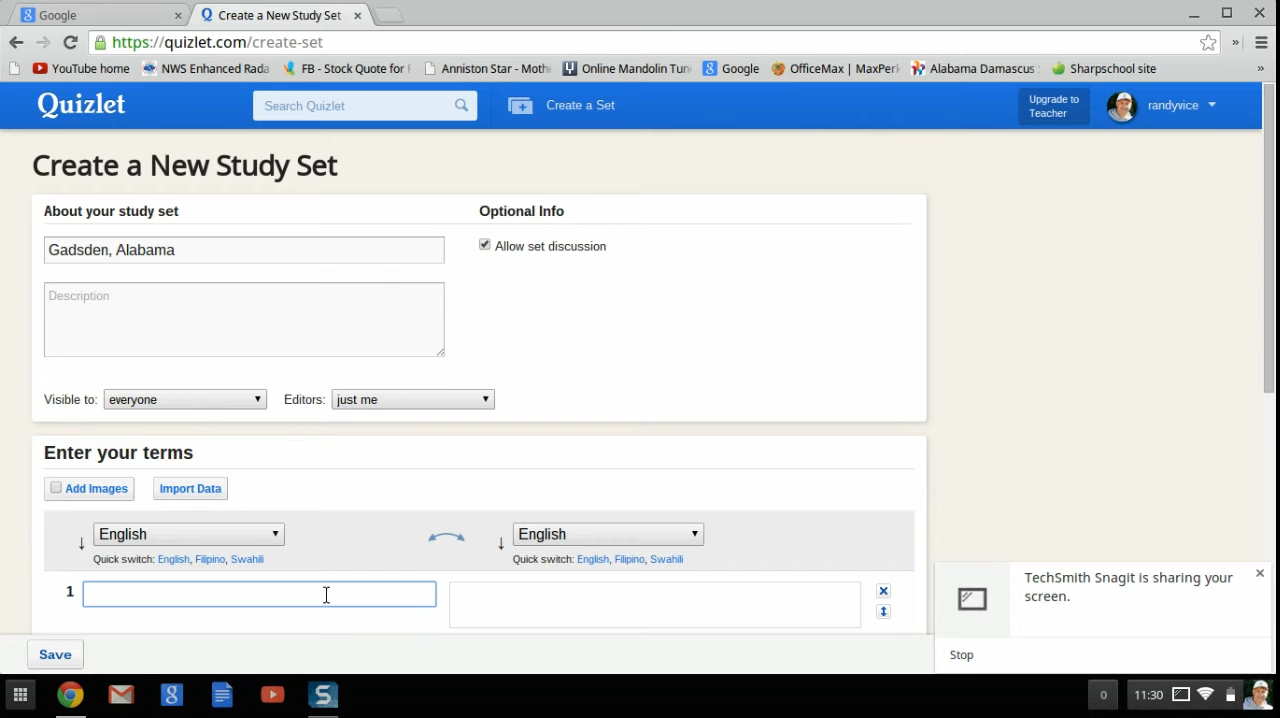 Google
Create a New Study Set
https://quizlet.com/create-set
YouTube home
NWS Enhanced Rada
FB - Stock Quote for F
Anniston Star - Mothe
Online Mandolin Tun
Google
OfficeMax | MaxPerk
Alabama Damascus
Sharpschool site
Quizlet
Search Quizlet
Create a Set
Upgrade to
Teacher
randyvice
Create a New Study Set
About your study set
Optional Info
Gadsden, Alabama
Allow set discussion
Description
Visible to: everyone
Editors: just me
Enter your terms
Add Images
Import Data
English
English
Quick switch: English, Filipino, Swahili
Quick switch: English, Filipino, Swahili
1
TechSmith Snagit is sharing your
screen.
Stop
Save
0
11:30